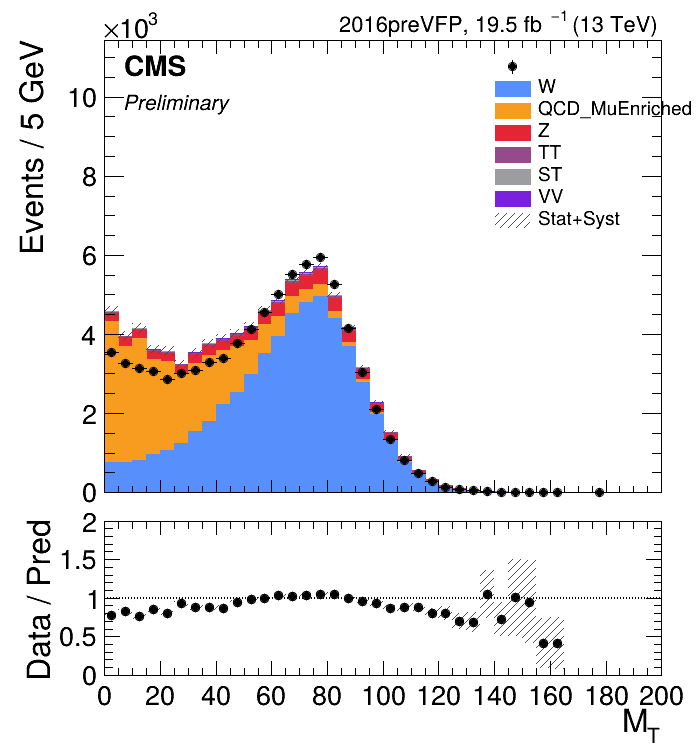 ×10³
2016preVFP, 19.5 fb ⁻¹ (13 TeV)
Events / 5 GeV
CMS
Preliminary
W
QCD_MuEnriched
Z
TT
ST
VV
Stat+Syst
10
8
6
4
2
0
Data / Pred
2
1.5
1
0.5
0
0 20 40 60 80 100 120 140 160 180 200
M_T